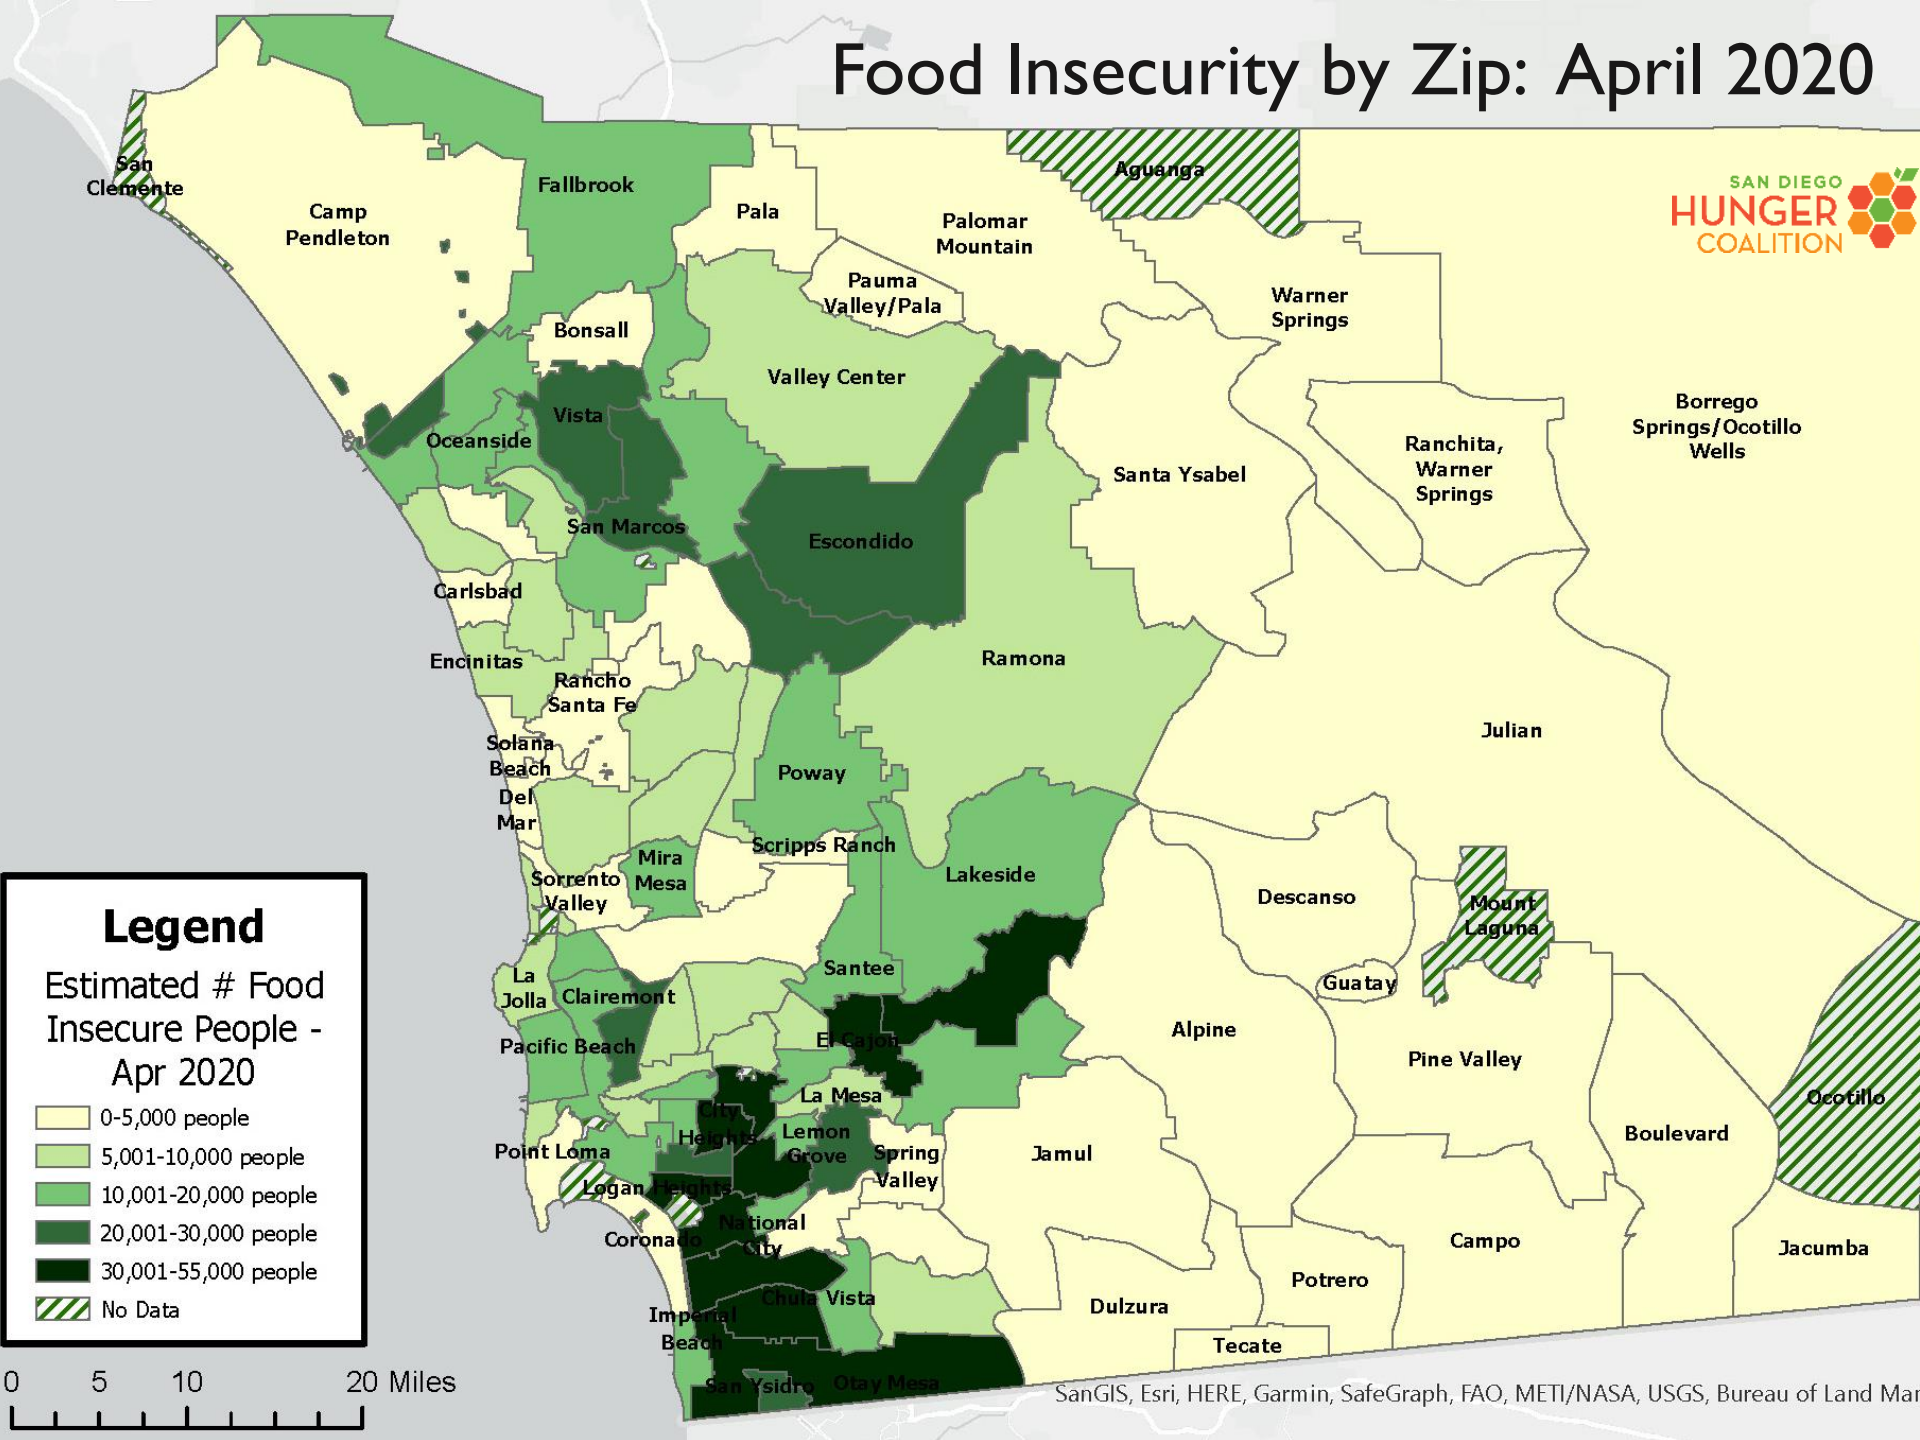 Food Insecurity by Zip: April 2020
SAN DIEGO
HUNGER
COALITION
San
Clemente
Camp
Pendleton
Fallbrook
Pala
Palomar
Mountain
Aguanga
Pauma
Valley/Pala
Warner
Springs
Bonsall
Valley Center
Vista
Oceanside
Borrego
Springs/Ocotillo
Wells
Ranchita,
Warner
Springs
Santa Ysabel
San Marcos
Escondido
Carlsbad
Encinitas
Ramona
Rancho
Santa Fe
Solana
Beach
Julian
Poway
Del
Mar
Scripps Ranch
Mira
Mesa
Sorrento
Valley
Lakeside
Descanso
Mount
Laguna
Santee
La
Jolla
Clairemont
Guatay
Pacific Beach
El Cajon
Alpine
Pine Valley
La Mesa
Ocotillo
City
Heights
Lemon
Grove
Spring
Valley
Point Loma
Jamul
Boulevard
Logan Heights
National
City
Coronado
Campo
Jacumba
Potrero
Chula Vista
Dulzura
Imperial
Beach
Tecate
San Ysidro
Otay Mesa
Legend
Estimated # Food
Insecure People -
Apr 2020
0-5,000 people
5,001-10,000 people
10,001-20,000 people
20,001-30,000 people
30,001-55,000 people
No Data
0 5 10 20 Miles
SanGIS, Esri, HERE, Garmin, SafeGraph, FAO, METI/NASA, USGS, Bureau of Land Mar